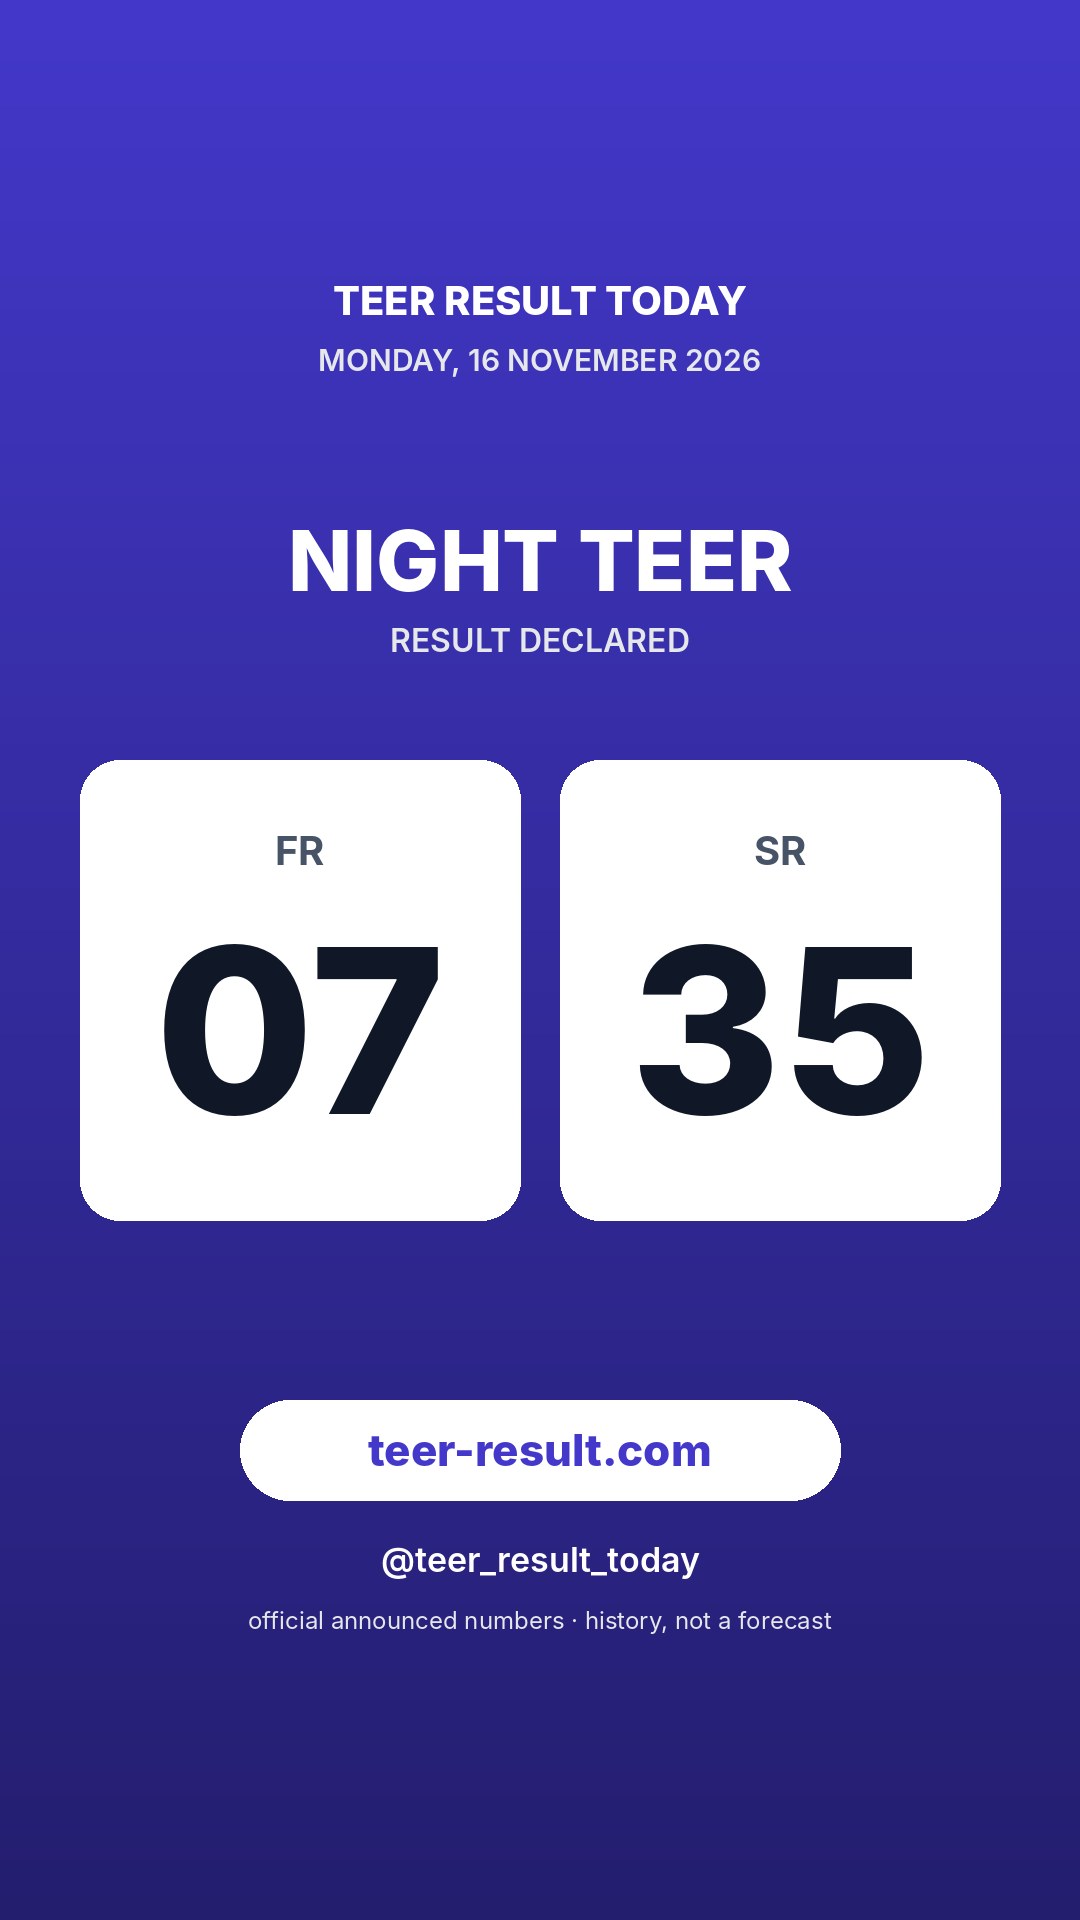 TEER RESULT TODAY
MONDAY, 16 NOVEMBER 2026
NIGHT TEER
RESULT DECLARED
FR
07
SR
35
teer-result.com
@teer_result_today
official announced numbers · history, not a forecast